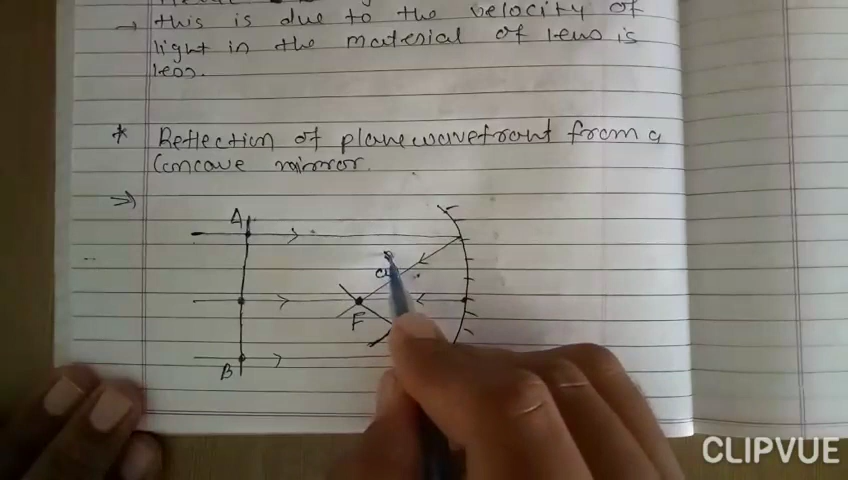 → this is due to the velocity of
light in the material of lens is
less.
* Reflection of plane wavefront from a
Concave mirror.
⇒
A
F
B
CLIPVUE